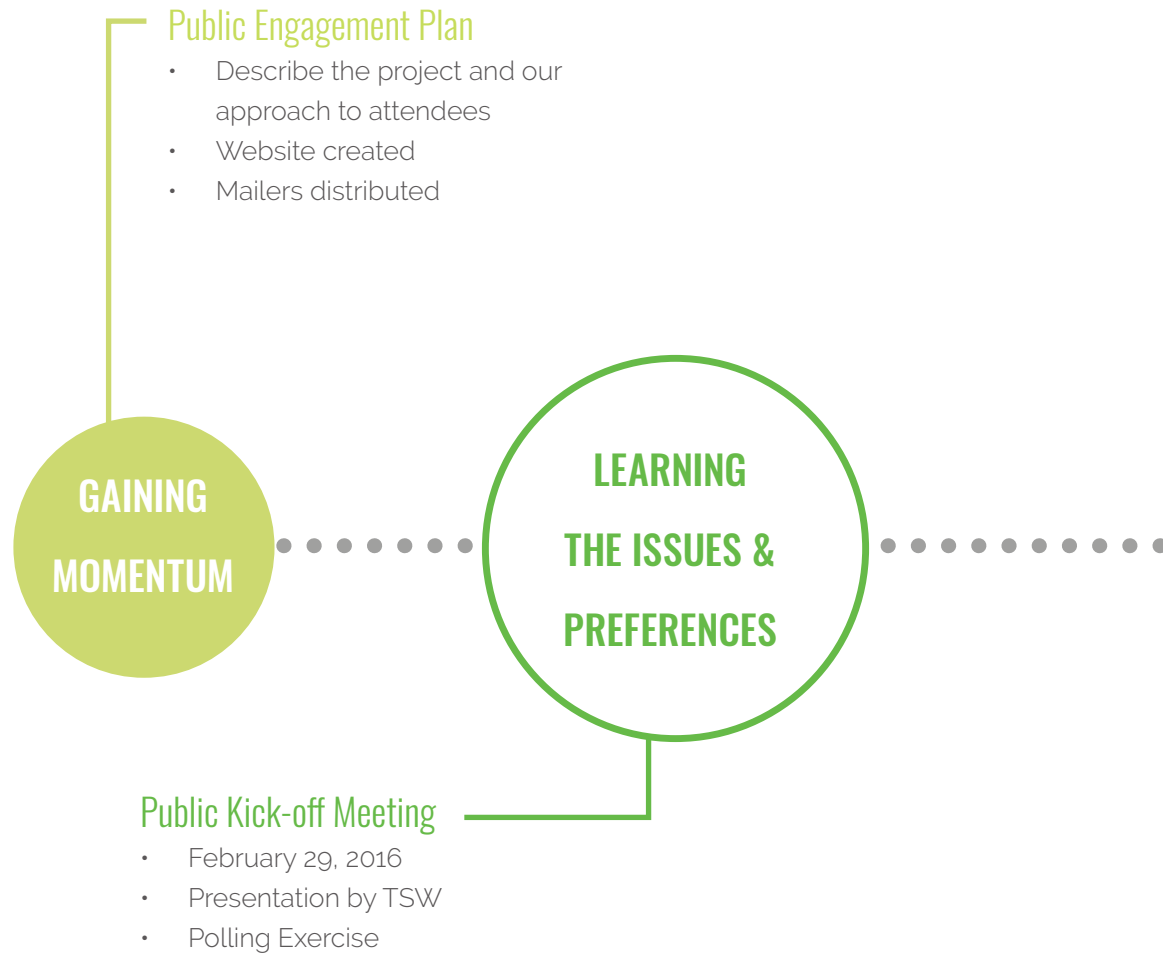 Public Engagement Plan
• Describe the project and our
approach to attendees
• Website created
• Mailers distributed
GAINING
MOMENTUM
LEARNING
THE ISSUES &
PREFERENCES
Public Kick-off Meeting
• February 29, 2016
• Presentation by TSW
• Polling Exercise